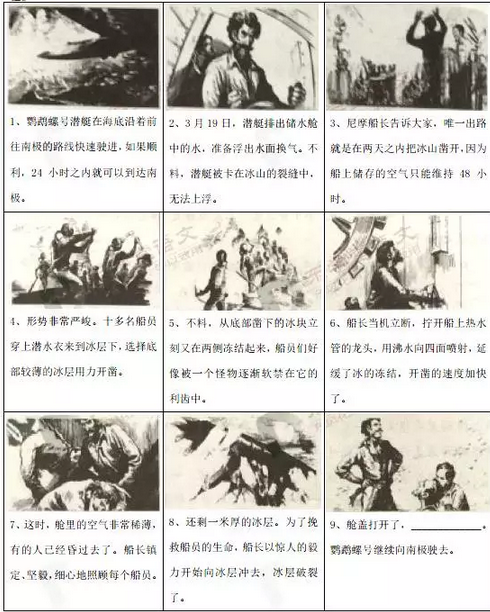 1、鹦鹉螺号潜艇在海底沿着前
往南极的路线快速驶进，如果顺
利，24 小时之内就可以到达南
极。
2、3 月 19 日，潜艇排出储水舱
中的水，准备浮出水面换气。不
料，潜艇被卡在冰山的裂缝中，
无法上浮。
3、尼摩船长告诉大家，唯一出路
就是在两天之内把冰山凿开，因为
船上储存的空气只能维持 48 小
时。
4、形势非常严峻。十多名船员
穿上潜水衣来到冰层下，选择底
部较薄的冰层用力开凿。
5、不料，从底部凿下的冰块立
刻又在两侧冻结起来，船员们好
像被一个怪物逐渐软禁在它的
利齿中。
6、船长当机立断，拧开船上热水
管的龙头，用沸水向四面喷射，延
缓了冰的冻结，开凿的速度加快
了。
7、这时，舱里的空气非常稀薄，
有的人已经昏过去了。船长镇
定、坚毅，细心地照顾每个船员。
8、还剩一米厚的冰层。为了挽
救船员的生命，船长以惊人的毅
力开始向冰层冲去，冰层破裂
了。
9、舱盖打开了，____________。
鹦鹉螺号继续向南极驶去。